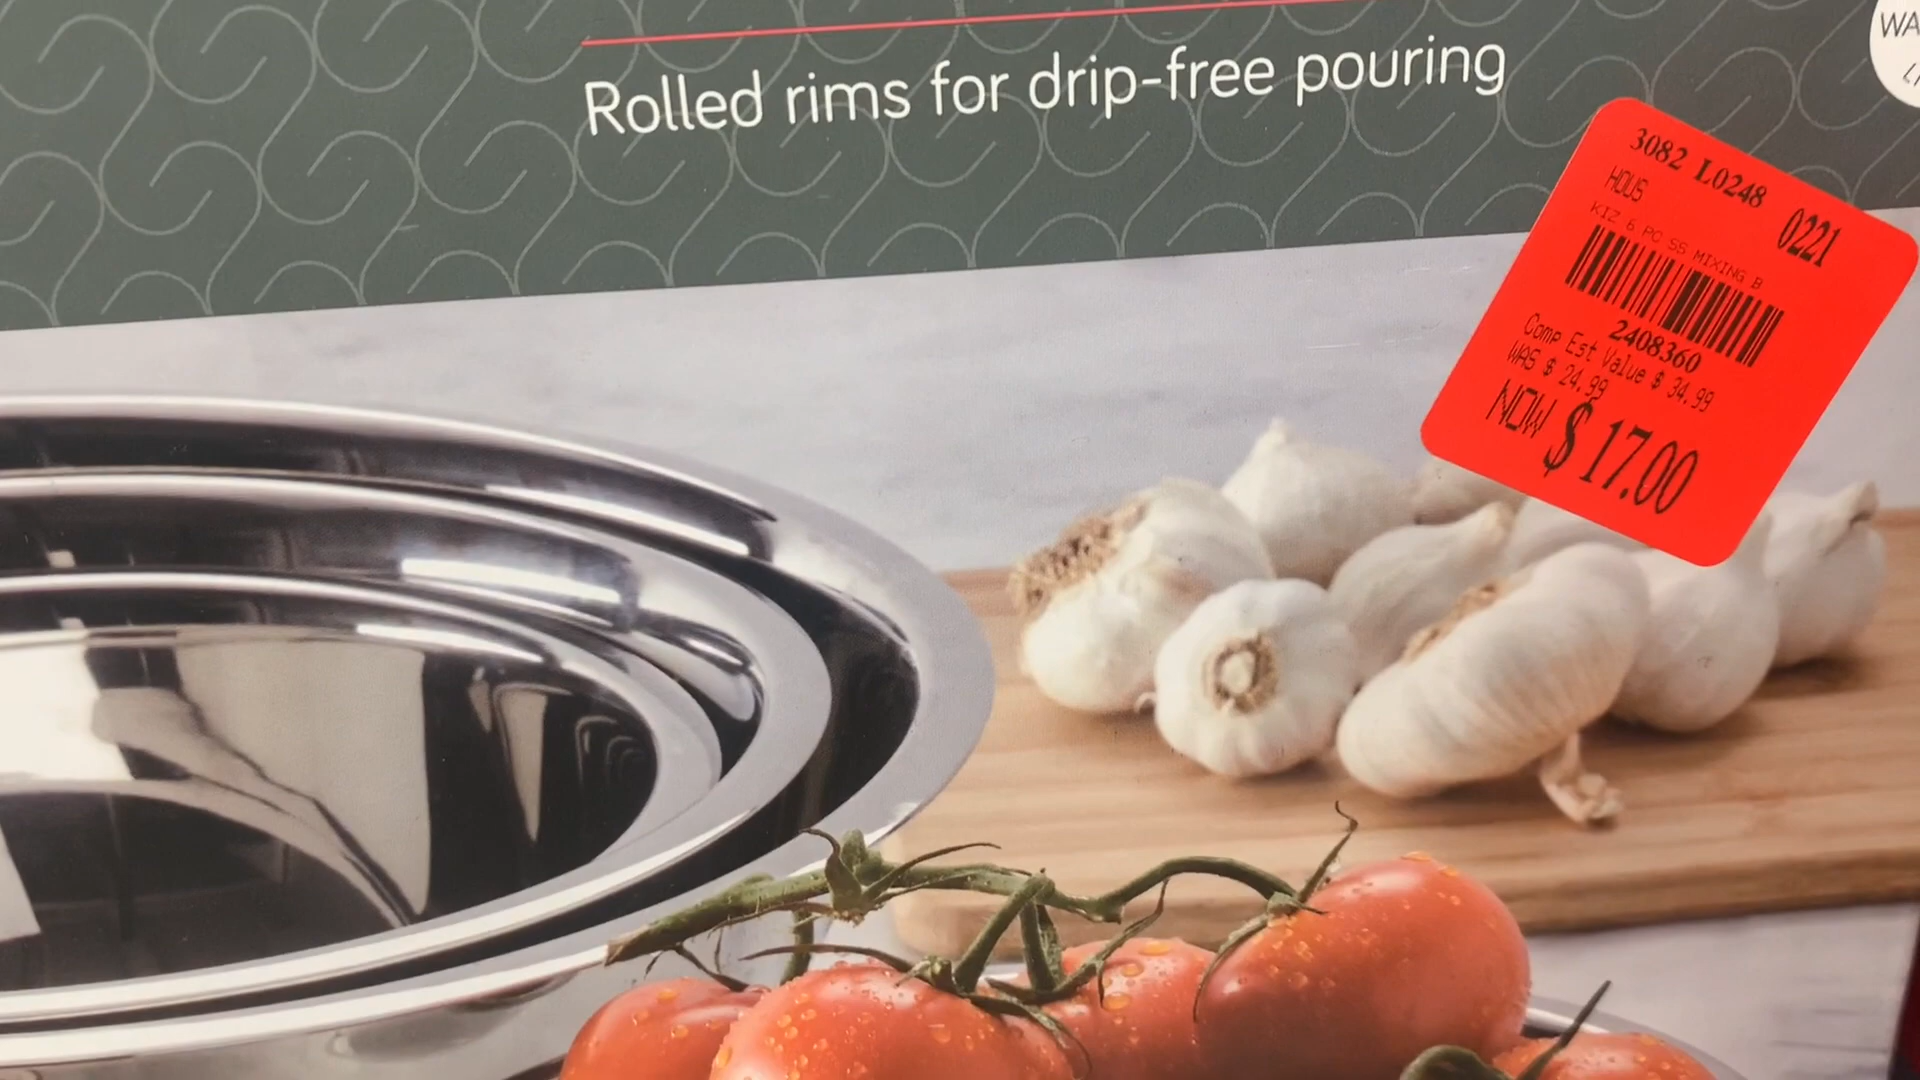 Rolled rims for drip-free pouring
WA
3082 L0248 0221
HOUS
KIZ 6 PC SS MIXING B
2408360
Comp Est Value $ 34.99
WAS $ 24.99
NOW $17.00